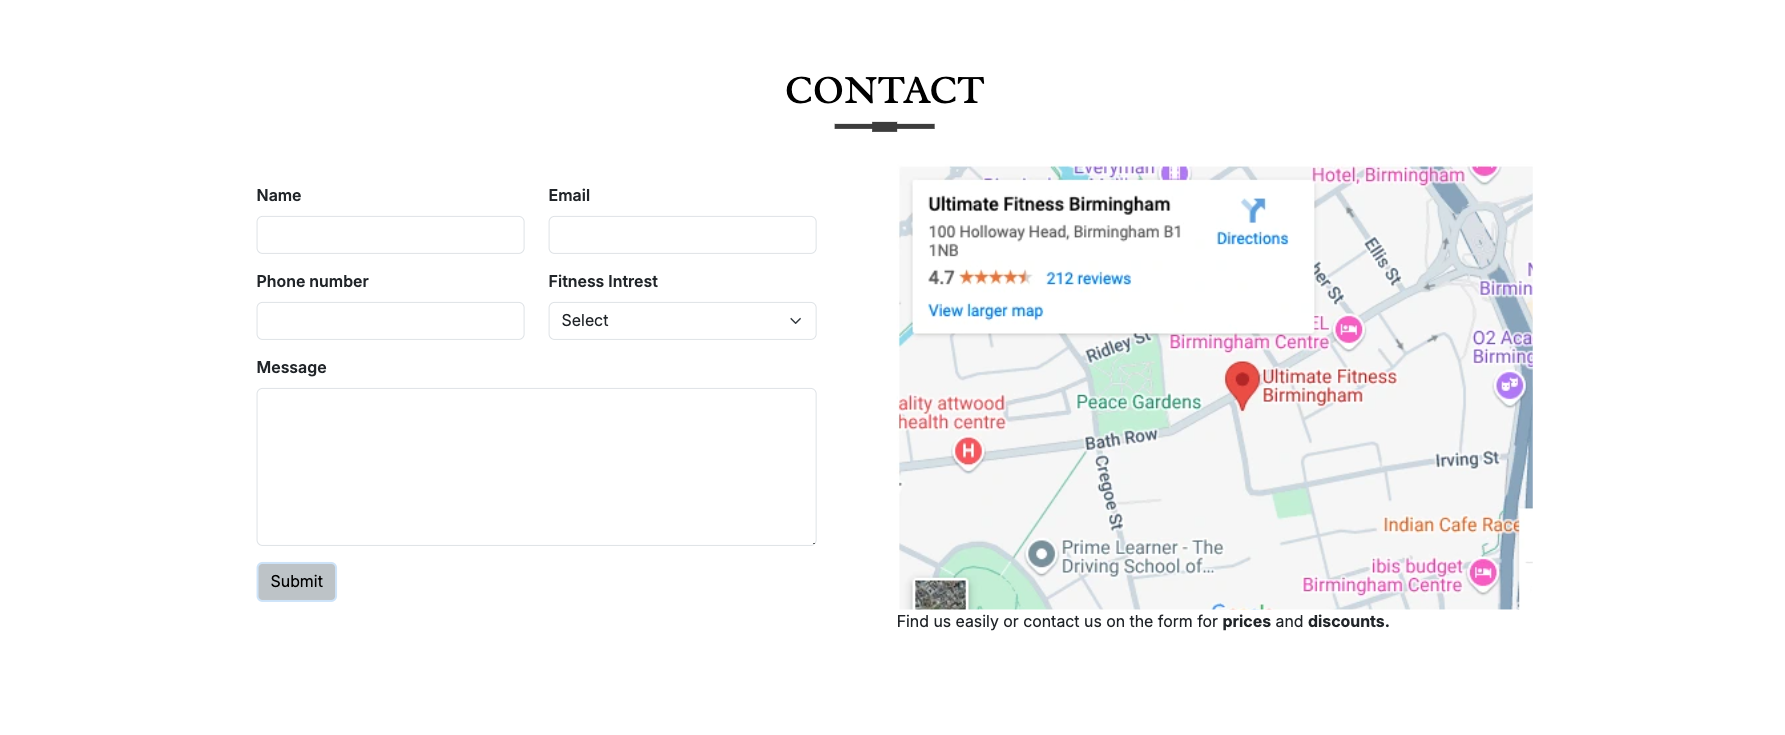 CONTACT
Name
Email
Phone number
Fitness Intrest
Select
Message
Submit
Everyman
Hotel, Birmingham
Ultimate Fitness Birmingham
100 Holloway Head, Birmingham B1
1NB
Directions
4.7
212 reviews
View larger map
Ellis St
her St
Birmin
EL
Birmingham Centre
O2 Aca
Birming
Ridley St
Ultimate Fitness
Birmingham
Peace Gardens
ality attwood
health centre
H
Bath Row
Cregoe St
Irving St
Indian Cafe Race
Prime Learner - The
Driving School of...
ibis budget
Birmingham Centre
Find us easily or contact us on the form for prices and discounts.